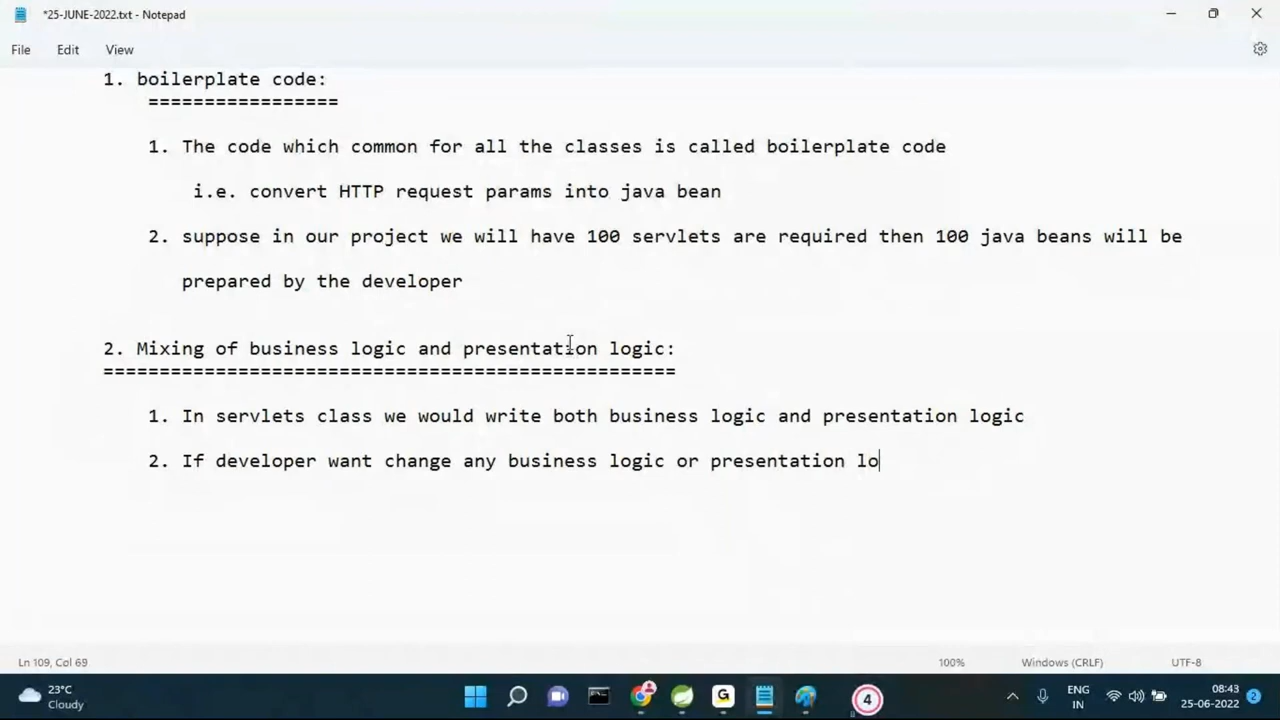 *25-JUNE-2022.txt - Notepad
File Edit View
1. boilerplate code:
=================
1. The code which common for all the classes is called boilerplate code
i.e. convert HTTP request params into java bean
2. suppose in our project we will have 100 servlets are required then 100 java beans will be
prepared by the developer
2. Mixing of business logic and presentation logic:
===================================================
1. In servlets class we would write both business logic and presentation logic
2. If developer want change any business logic or presentation lo
Ln 109, Col 69 100% Windows (CRLF) UTF-8
23°C
Cloudy
G
4
ENG
IN
08:43
25-06-2022
2